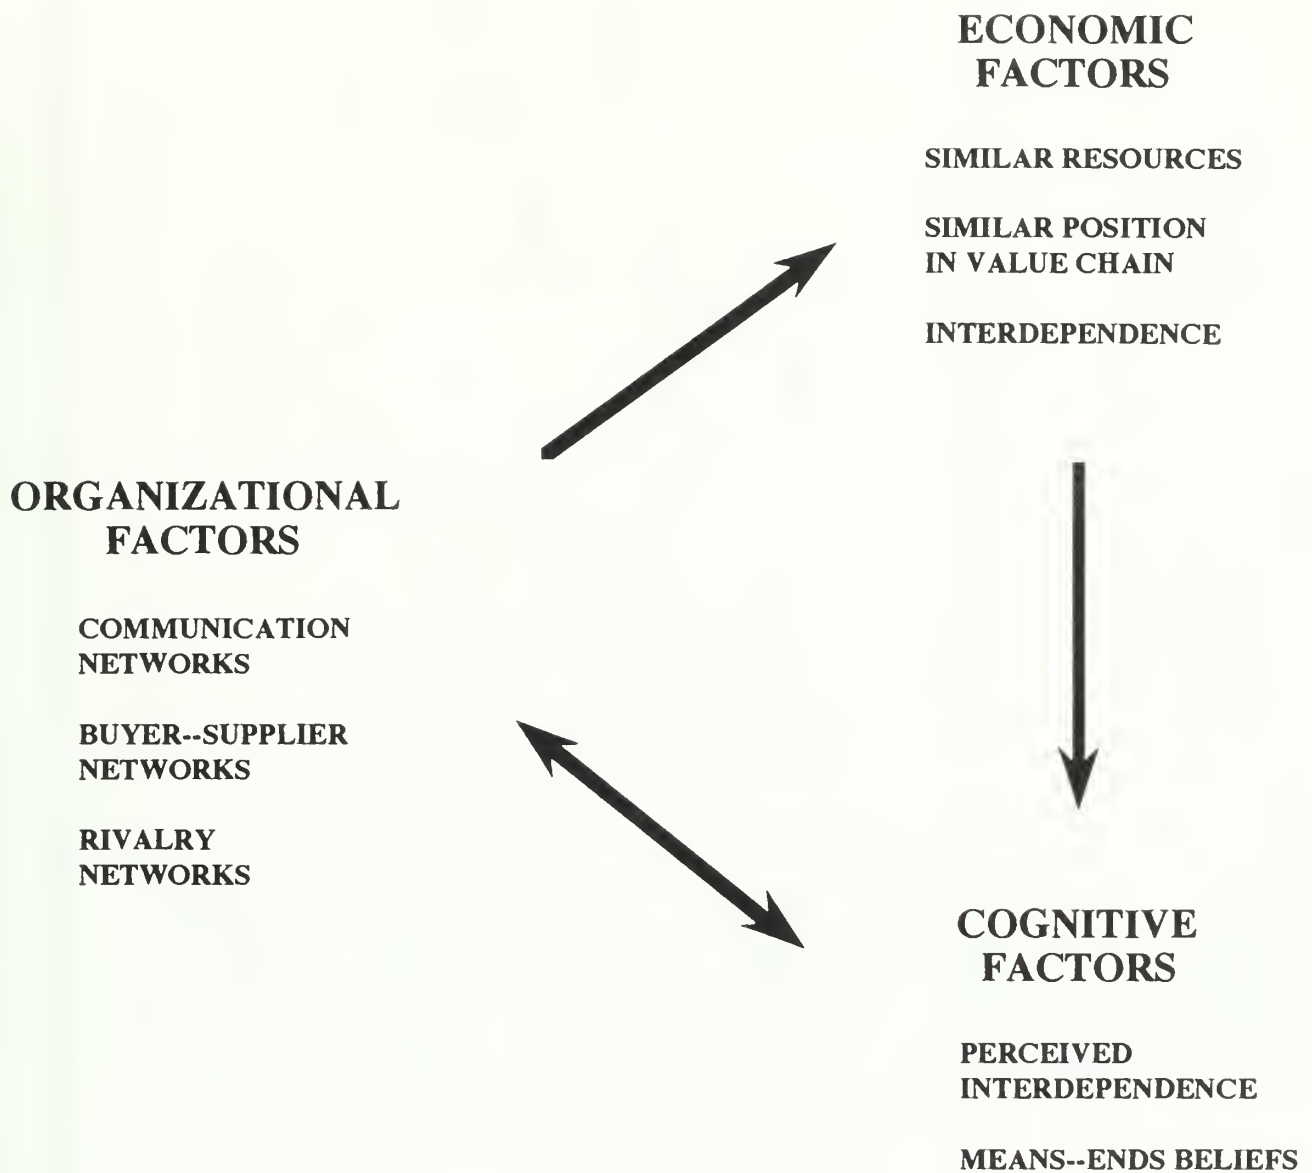 ECONOMIC
FACTORS
SIMILAR RESOURCES
SIMILAR POSITION
IN VALUE CHAIN
INTERDEPENDENCE
ORGANIZATIONAL
FACTORS
COMMUNICATION
NETWORKS
BUYER--SUPPLIER
NETWORKS
RIVALRY
NETWORKS
COGNITIVE
FACTORS
PERCEIVED
INTERDEPENDENCE
MEANS--ENDS BELIEFS